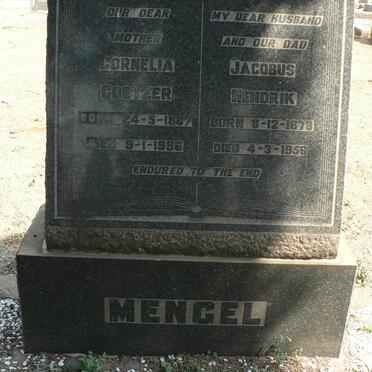 OUR DEAR
MOTHER
CORNELIA
COETZER
BORN 24-5-1887
DIED 9-1-1966
MY DEAR HUSBAND
AND OUR DAD
JACOBUS
HENDRIK
BORN 8-12-1879
DIED 4-3-1956
ENDURED TO THE END
MENGEL